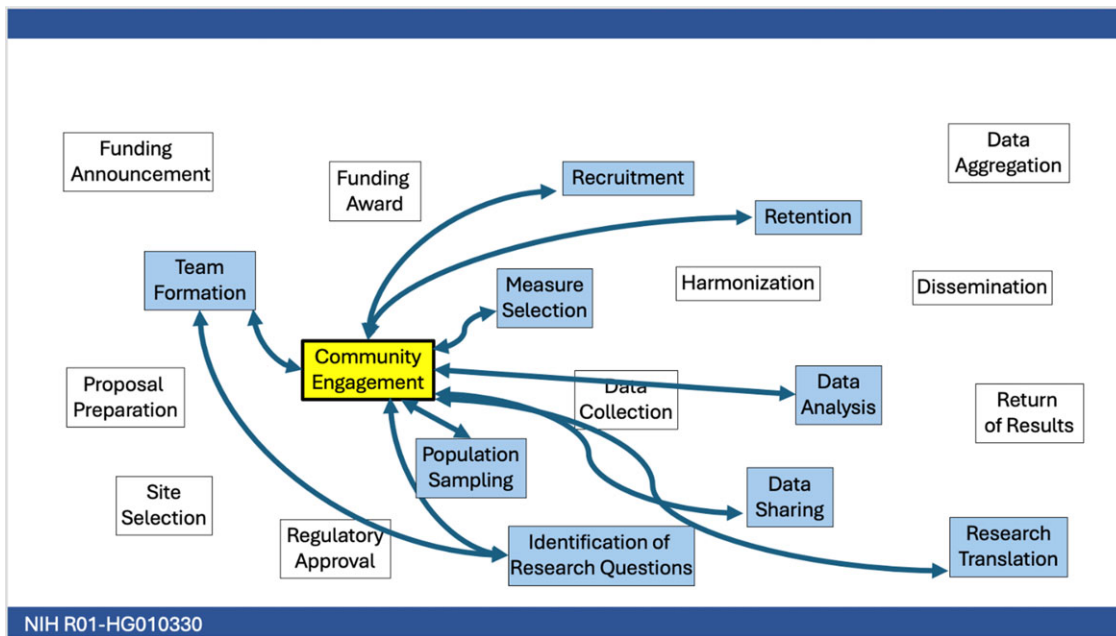 Funding
Announcement
Funding
Award
Recruitment
Data
Aggregation
Retention
Team
Formation
Measure
Selection
Harmonization
Dissemination
Community
Engagement
Proposal
Preparation
Data
Collection
Data
Analysis
Return
of Results
Population
Sampling
Site
Selection
Data
Sharing
Regulatory
Approval
Identification of
Research Questions
Research
Translation
NIH R01-HG010330